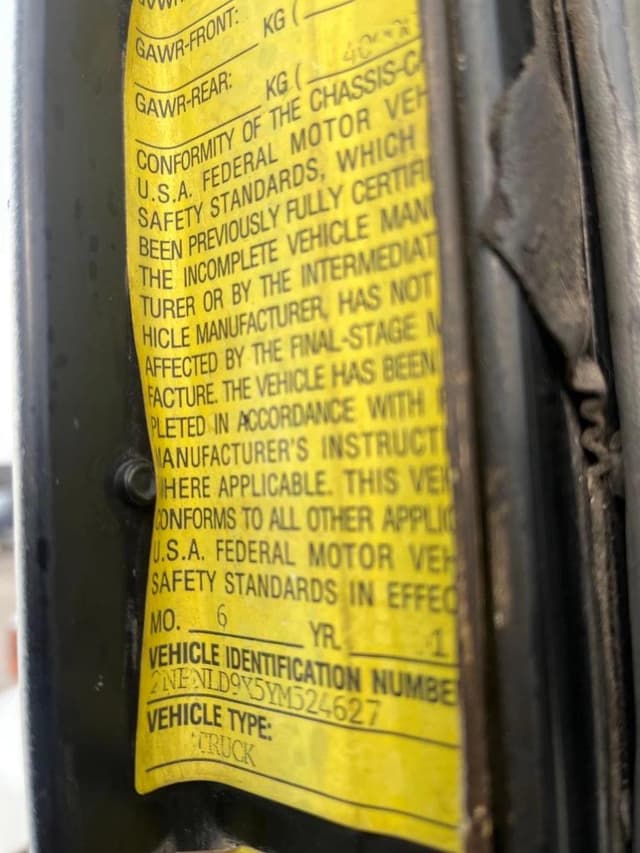 GAWR-FRONT: KG (
GAWR-REAR: KG (
CONFORMITY OF THE CHASSIS-C
U.S.A. FEDERAL MOTOR VEH
SAFETY STANDARDS, WHICH
BEEN PREVIOUSLY FULLY CERTIFI
THE INCOMPLETE VEHICLE MAN
TURER OR BY THE INTERMEDIAT
HICLE MANUFACTURER, HAS NOT
AFFECTED BY THE FINAL-STAGE M
FACTURE. THE VEHICLE HAS BEEN
PLETED IN ACCORDANCE WITH
MANUFACTURER'S INSTRUCTI
WHERE APPLICABLE. THIS VEH
CONFORMS TO ALL OTHER APPLIC
U.S.A. FEDERAL MOTOR VEH
SAFETY STANDARDS IN EFFEC
MO. 6 YR. 1
VEHICLE IDENTIFICATION NUMBE
VEHICLE TYPE:
TRUCK